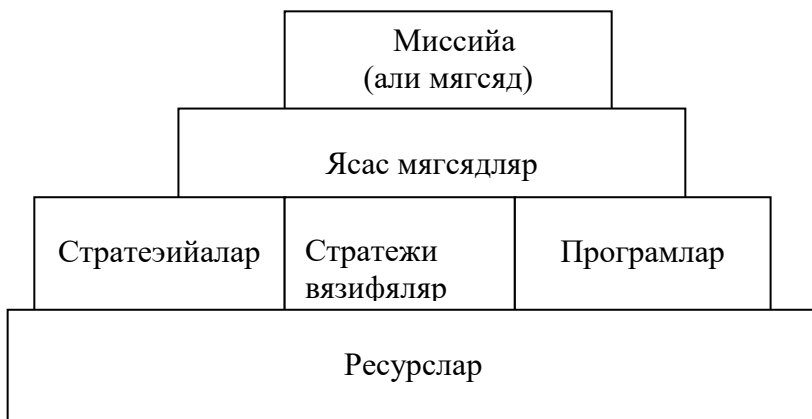 Миссийа
(али мягсяд)
Ясас мягсядляр
Стратеэийалар
Стратежи
вязифяляр
Програмлар
Ресурслар